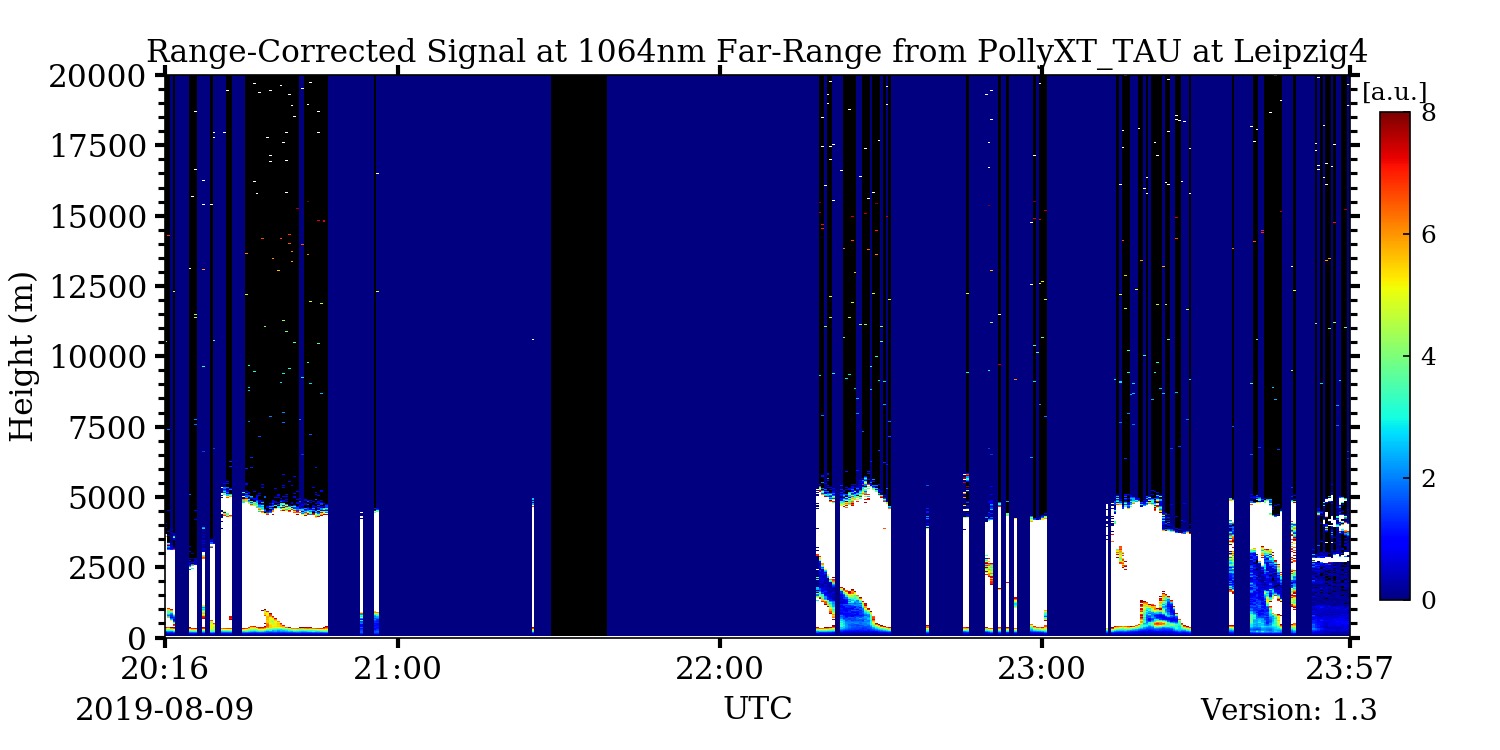 Range-Corrected Signal at 1064nm Far-Range from PollyXT_TAU at Leipzig4
[a.u.]
20000
17500
15000
12500
10000
7500
5000
2500
0
Height (m)
8
6
4
2
0
20:16 21:00 22:00 23:00 23:57
2019-08-09 UTC Version: 1.3